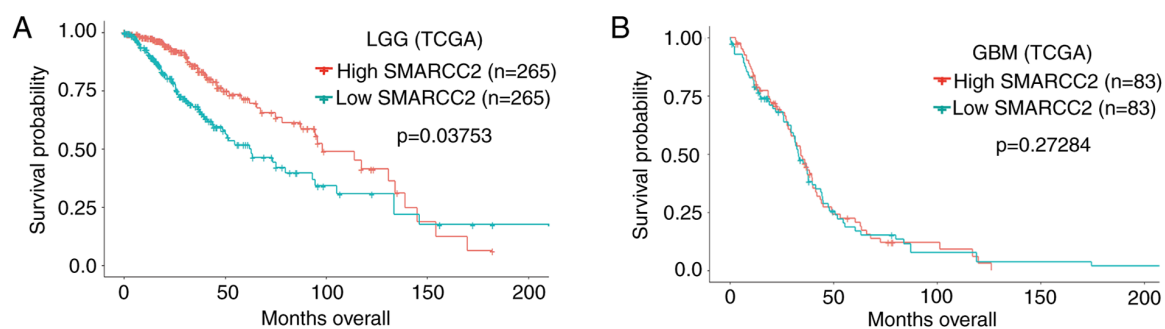 A
LGG (TCGA)
High SMARCC2 (n=265)
Low SMARCC2 (n=265)
p=0.03753
Survival probability
1.00
0.75
0.50
0.25
0.0
0 50 100 150 200
Months overall
B
GBM (TCGA)
High SMARCC2 (n=83)
Low SMARCC2 (n=83)
p=0.27284
Survival probability
1.00
0.75
0.50
0.25
0.0
0 50 100 150 200
Months overall